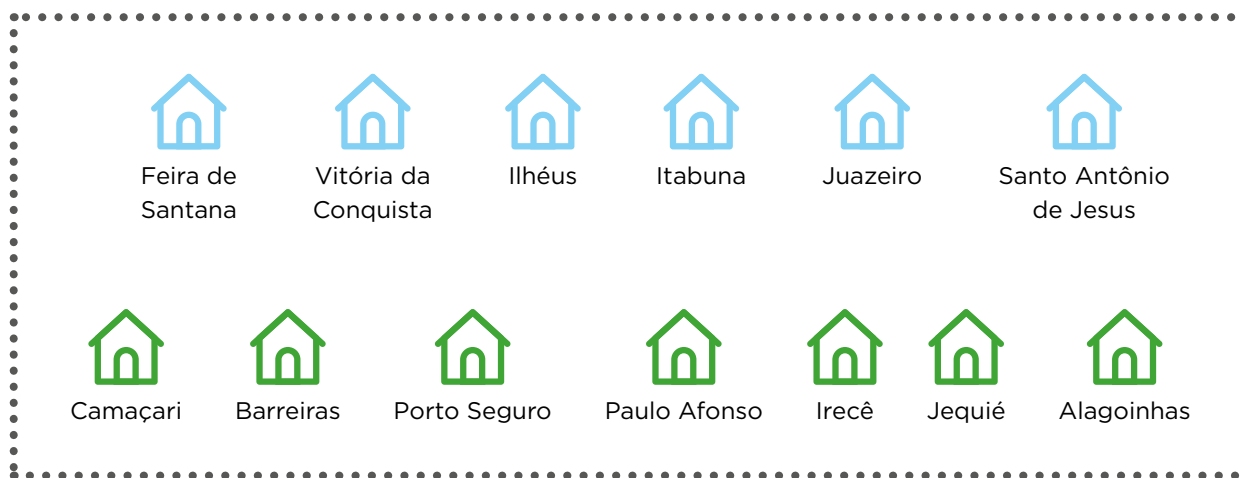 Feira de
Santana
Vitória da
Conquista
Ilhéus
Itabuna
Juazeiro
Santo Antônio
de Jesus
Camaçari
Barreiras
Porto Seguro
Paulo Afonso
Irecê
Jequié
Alagoinhas